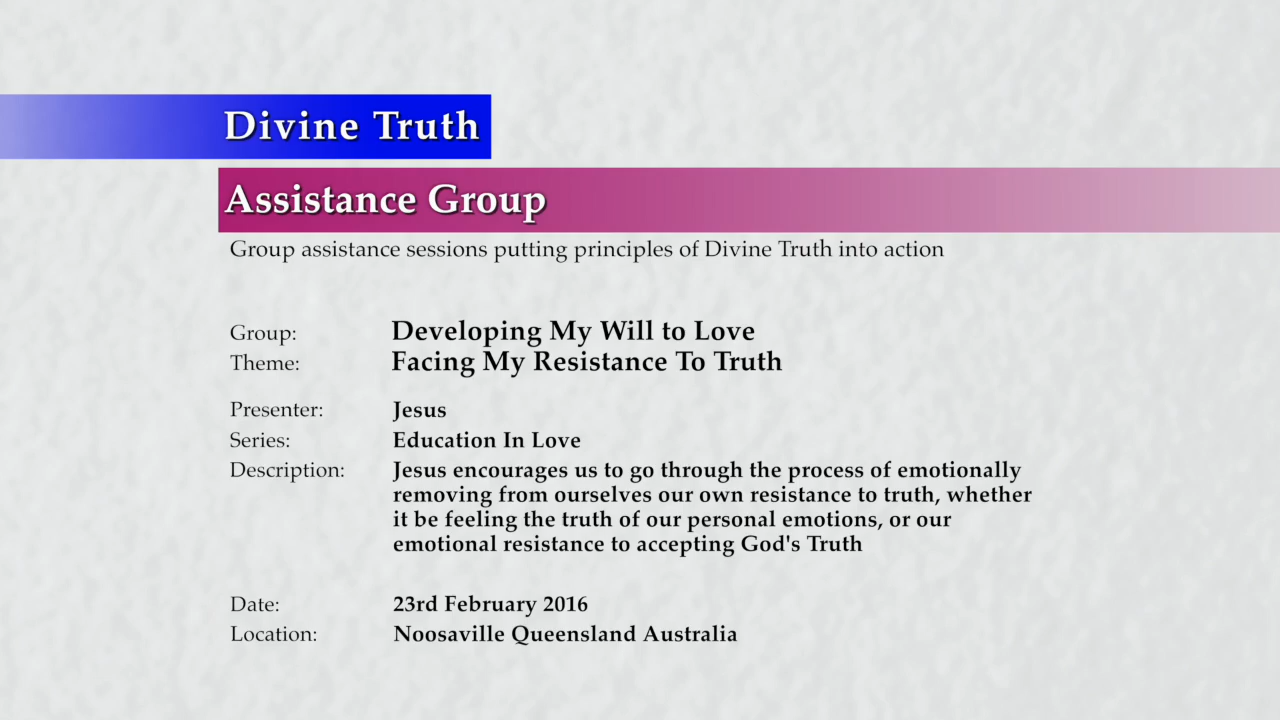 Divine Truth
Assistance Group
Group assistance sessions putting principles of Divine Truth into action
Group: Developing My Will to Love
Theme: Facing My Resistance To Truth
Presenter: Jesus
Series: Education In Love
Description: Jesus encourages us to go through the process of emotionally
removing from ourselves our own resistance to truth, whether
it be feeling the truth of our personal emotions, or our
emotional resistance to accepting God's Truth
Date: 23rd February 2016
Location: Noosaville Queensland Australia